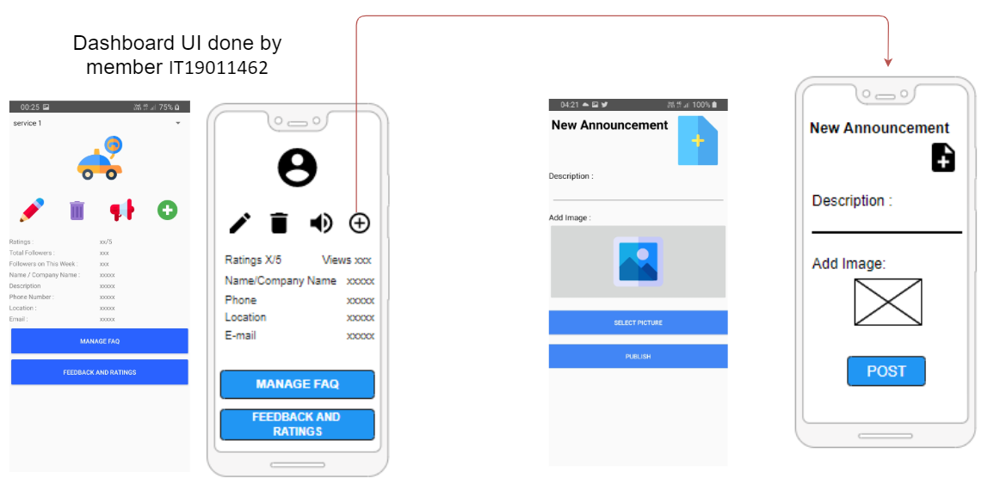 Dashboard UI done by
member IT19011462
00:25 75%
service 1
Ratings : xx/5
Total Followers : xxx
Followers on This Week : xxx
Name / Company Name : xxxxx
Description xxxxx
Phone Number : xxxxx
Location : xxxxx
Email : xxxxx
MANAGE FAQ
FEEDBACK AND RATINGS
Ratings X/5 Views xxx
Name/Company Name xxxxx
Phone xxxxx
Location xxxxx
E-mail xxxxx
MANAGE FAQ
FEEDBACK AND
RATINGS
04:21 100%
New Announcement
Description :
Add Image :
SELECT PICTURE
PUBLISH
New Announcement
Description :
Add Image:
POST